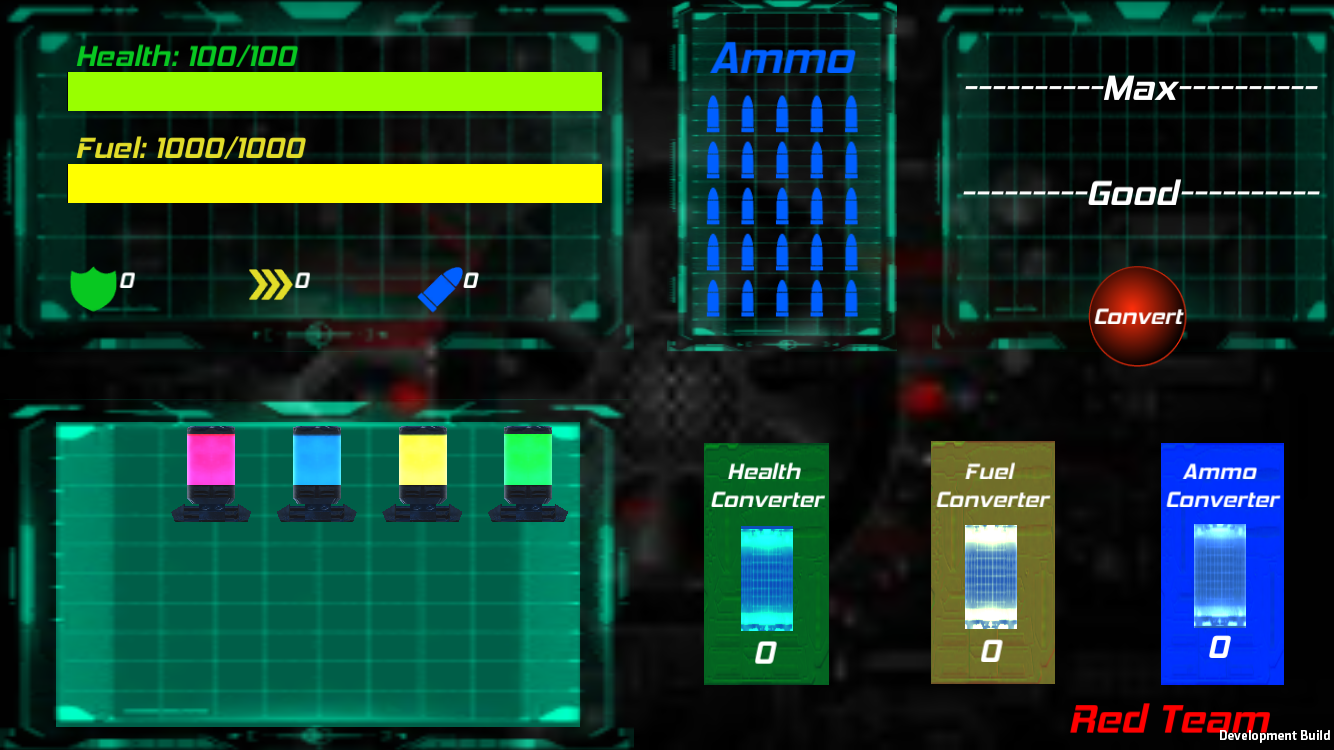 Health: 100/100
Fuel: 1000/1000
0
0
0
Ammo
----------Max----------
---------Good----------
Convert
Health
Converter
0
Fuel
Converter
0
Ammo
Converter
0
Red Team
Development Build